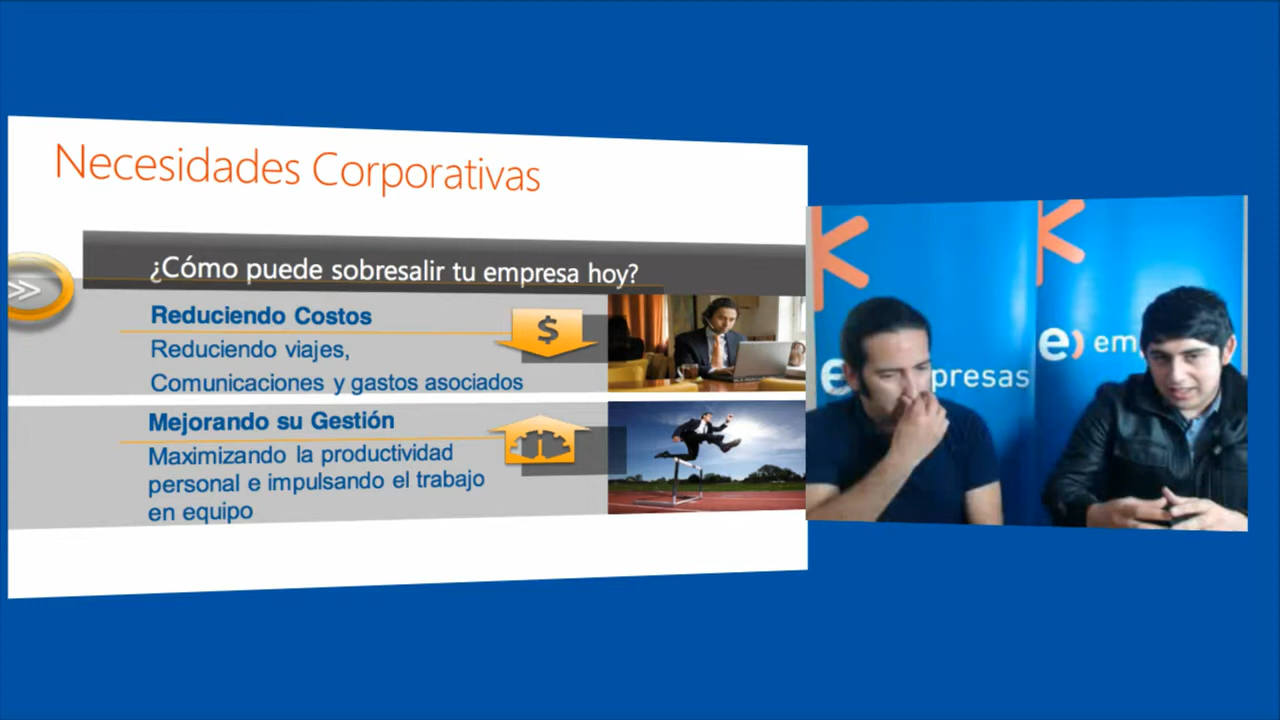 Necesidades Corporativas
¿Cómo puede sobresalir tu empresa hoy?
Reduciendo Costos
$
Reduciendo viajes,
Comunicaciones y gastos asociados
Mejorando su Gestión
Maximizando la productividad
personal e impulsando el trabajo
en equipo
e presas
e) em